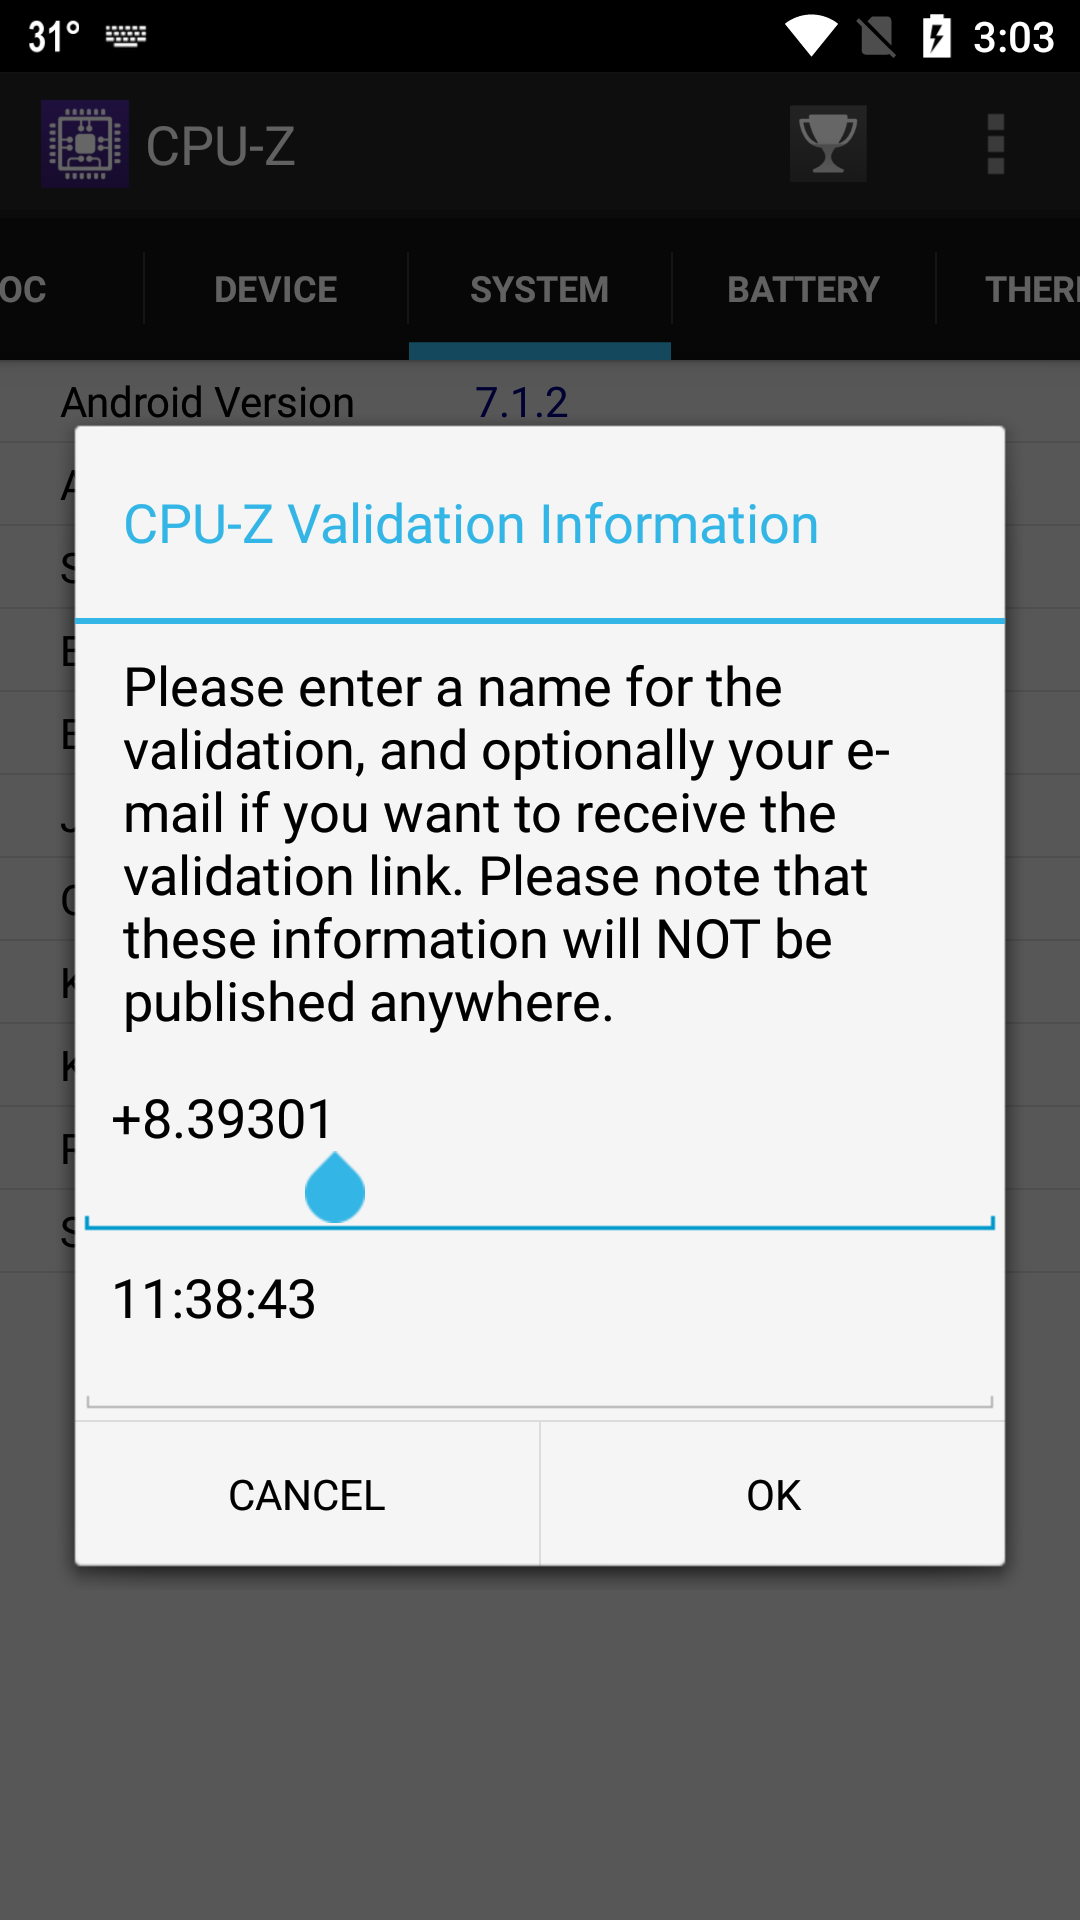 31°
3:03
CPU-Z
OC
DEVICE
SYSTEM
BATTERY
THER
Android Version
7.1.2
CPU-Z Validation Information
Please enter a name for the
validation, and optionally your e-
mail if you want to receive the
validation link. Please note that
these information will NOT be
published anywhere.
+8.39301
11:38:43
CANCEL
OK